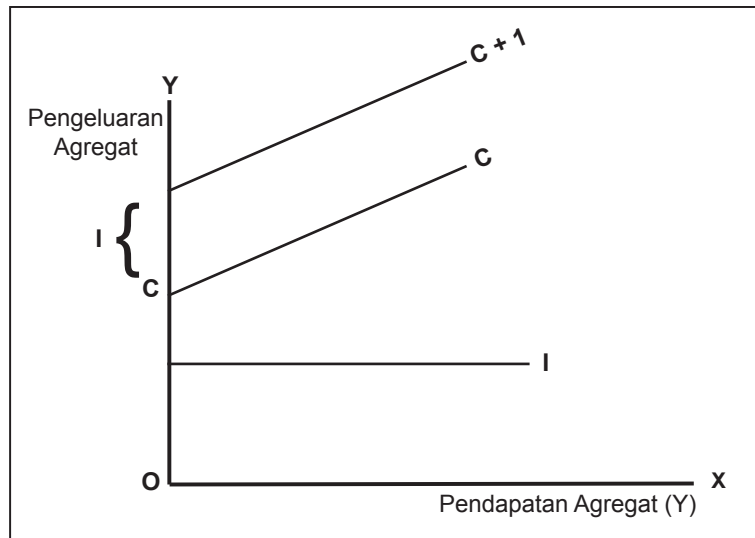 C + 1
Y
Pengeluaran
Agregat
C
I
C
I
O
X
Pendapatan Agregat (Y)